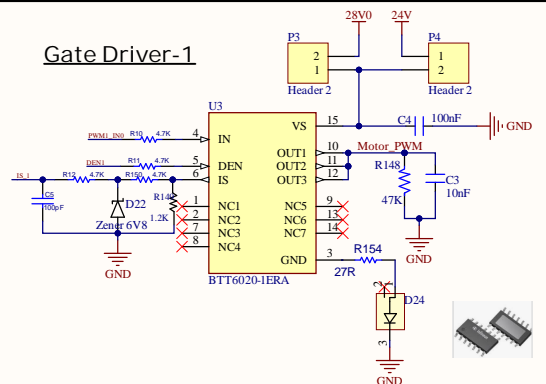 Gate Driver-1
28V0 24V
P3 P4
2 1
1 2
Header 2 Header 2
U3
VS 15 C4 100nF GND
PWM1_IN0 R10 4.7K 4 IN OUT1 10 Motor_PWM
DEN1 R11 4.7K 5 DEN OUT2 11
IS_1 R12 4.7K R150 4.7K 6 IS OUT3 12
R148 47K C3 10nF
C5 100pF D22 Zener 6V8 1.2K
1 NC1 NC5 9
2 NC2 NC6 13
7 NC3 NC7 14
8 NC4
GND GND
GND 3 R154 27R
BTT6020-1ERA
2 1
D24
3
GND